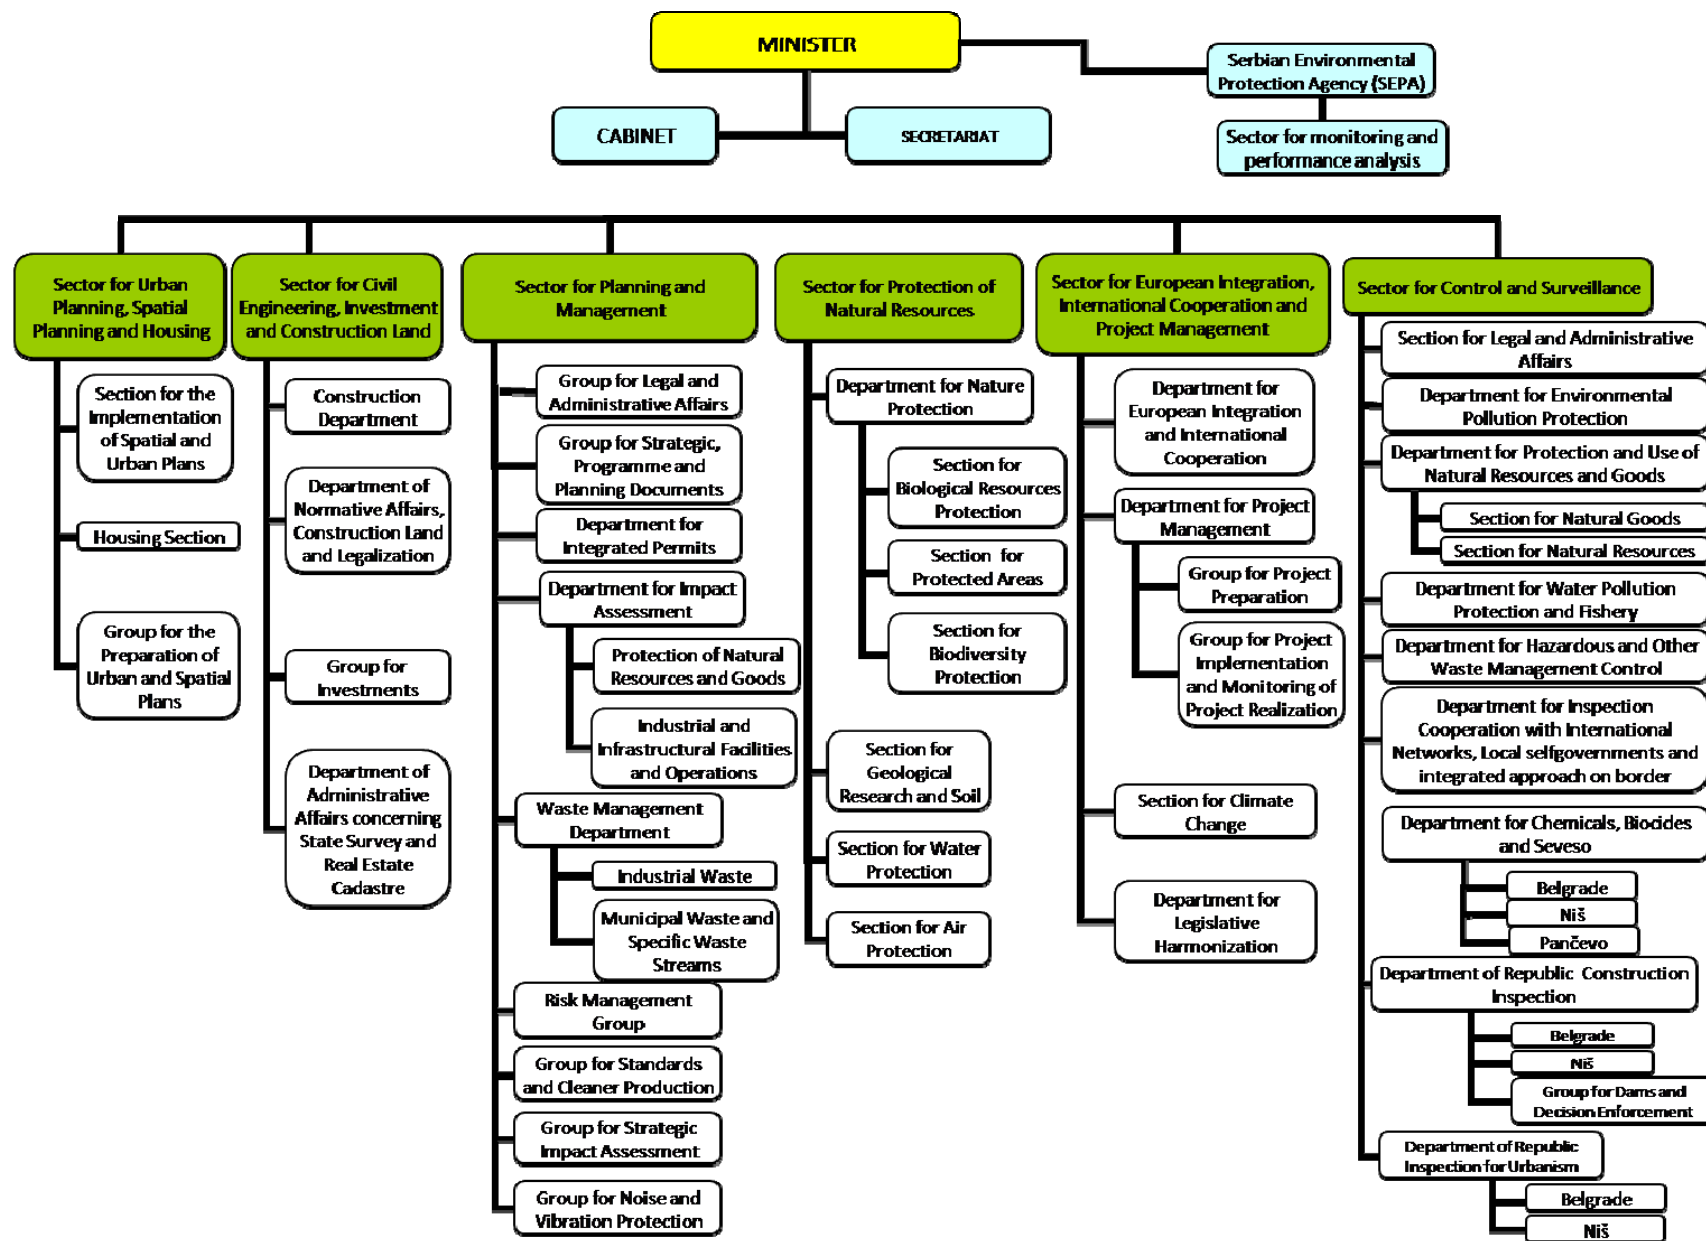 MINISTER
Serbian Environmental
Protection Agency (SEPA)
CABINET
SECRETARIAT
Sector for monitoring and
performance analysis
Sector for Urban
Planning, Spatial
Planning and Housing
Section for the
Implementation
of Spatial and
Urban Plans
Housing Section
Group for the
Preparation of
Urban and Spatial
Plans
Sector for Civil
Engineering, Investment
and Construction Land
Construction
Department
Department of
Normative Affairs,
Construction Land
and Legalization
Group for
Investments
Department of
Administrative
Affairs concerning
State Survey and
Real Estate
Cadastre
Sector for Planning and
Management
Group for Legal and
Administrative Affairs
Group for Strategic,
Programme and
Planning Documents
Department for
Integrated Permits
Department for Impact
Assessment
Protection of Natural
Resources and Goods
Industrial and
Infrastructural Facilities
and Operations
Waste Management
Department
Industrial Waste
Municipal Waste and
Specific Waste
Streams
Risk Management
Group
Group for Standards
and Cleaner Production
Group for Strategic
Impact Assessment
Group for Noise and
Vibration Protection
Sector for Protection of
Natural Resources
Department for Nature
Protection
Section for
Biological Resources
Protection
Section for
Protected Areas
Section for
Biodiversity
Protection
Section for
Geological
Research and Soil
Section for Water
Protection
Section for Air
Protection
Sector for European Integration,
International Cooperation and
Project Management
Department for
European Integration
and International
Cooperation
Department for Project
Management
Group for Project
Preparation
Group for Project
Implementation
and Monitoring of
Project Realization
Section for Climate
Change
Department for
Legislative
Harmonization
Sector for Control and Surveillance
Section for Legal and Administrative
Affairs
Department for Environmental
Pollution Protection
Department for Protection and Use of
Natural Resources and Goods
Section for Natural Goods
Section for Natural Resources
Department for Water Pollution
Protection and Fishery
Department for Hazardous and Other
Waste Management Control
Department for Inspection
Cooperation with International
Networks, Local selfgovernments and
integrated approach on border
Department for Chemicals, Biocides
and Seveso
Belgrade
Niš
Pančevo
Department of Republic Construction
Inspection
Belgrade
Niš
Group for Dams and
Decision Enforcement
Department of Republic
Inspection for Urbanism
Belgrade
Niš